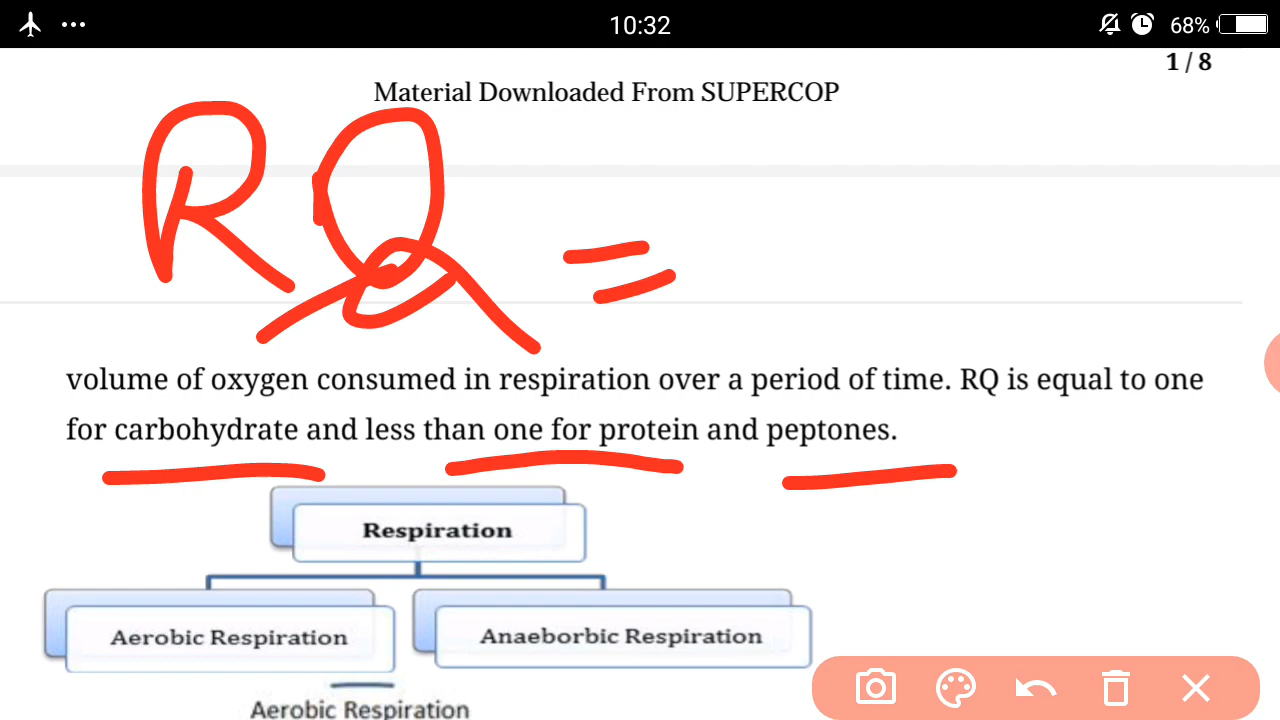 10:32
68%
1 / 8
Material Downloaded From SUPERCOP
RQ =
volume of oxygen consumed in respiration over a period of time. RQ is equal to one
for carbohydrate and less than one for protein and peptones.
Respiration
Aerobic Respiration
Anaeborbic Respiration
Aerobic Respiration